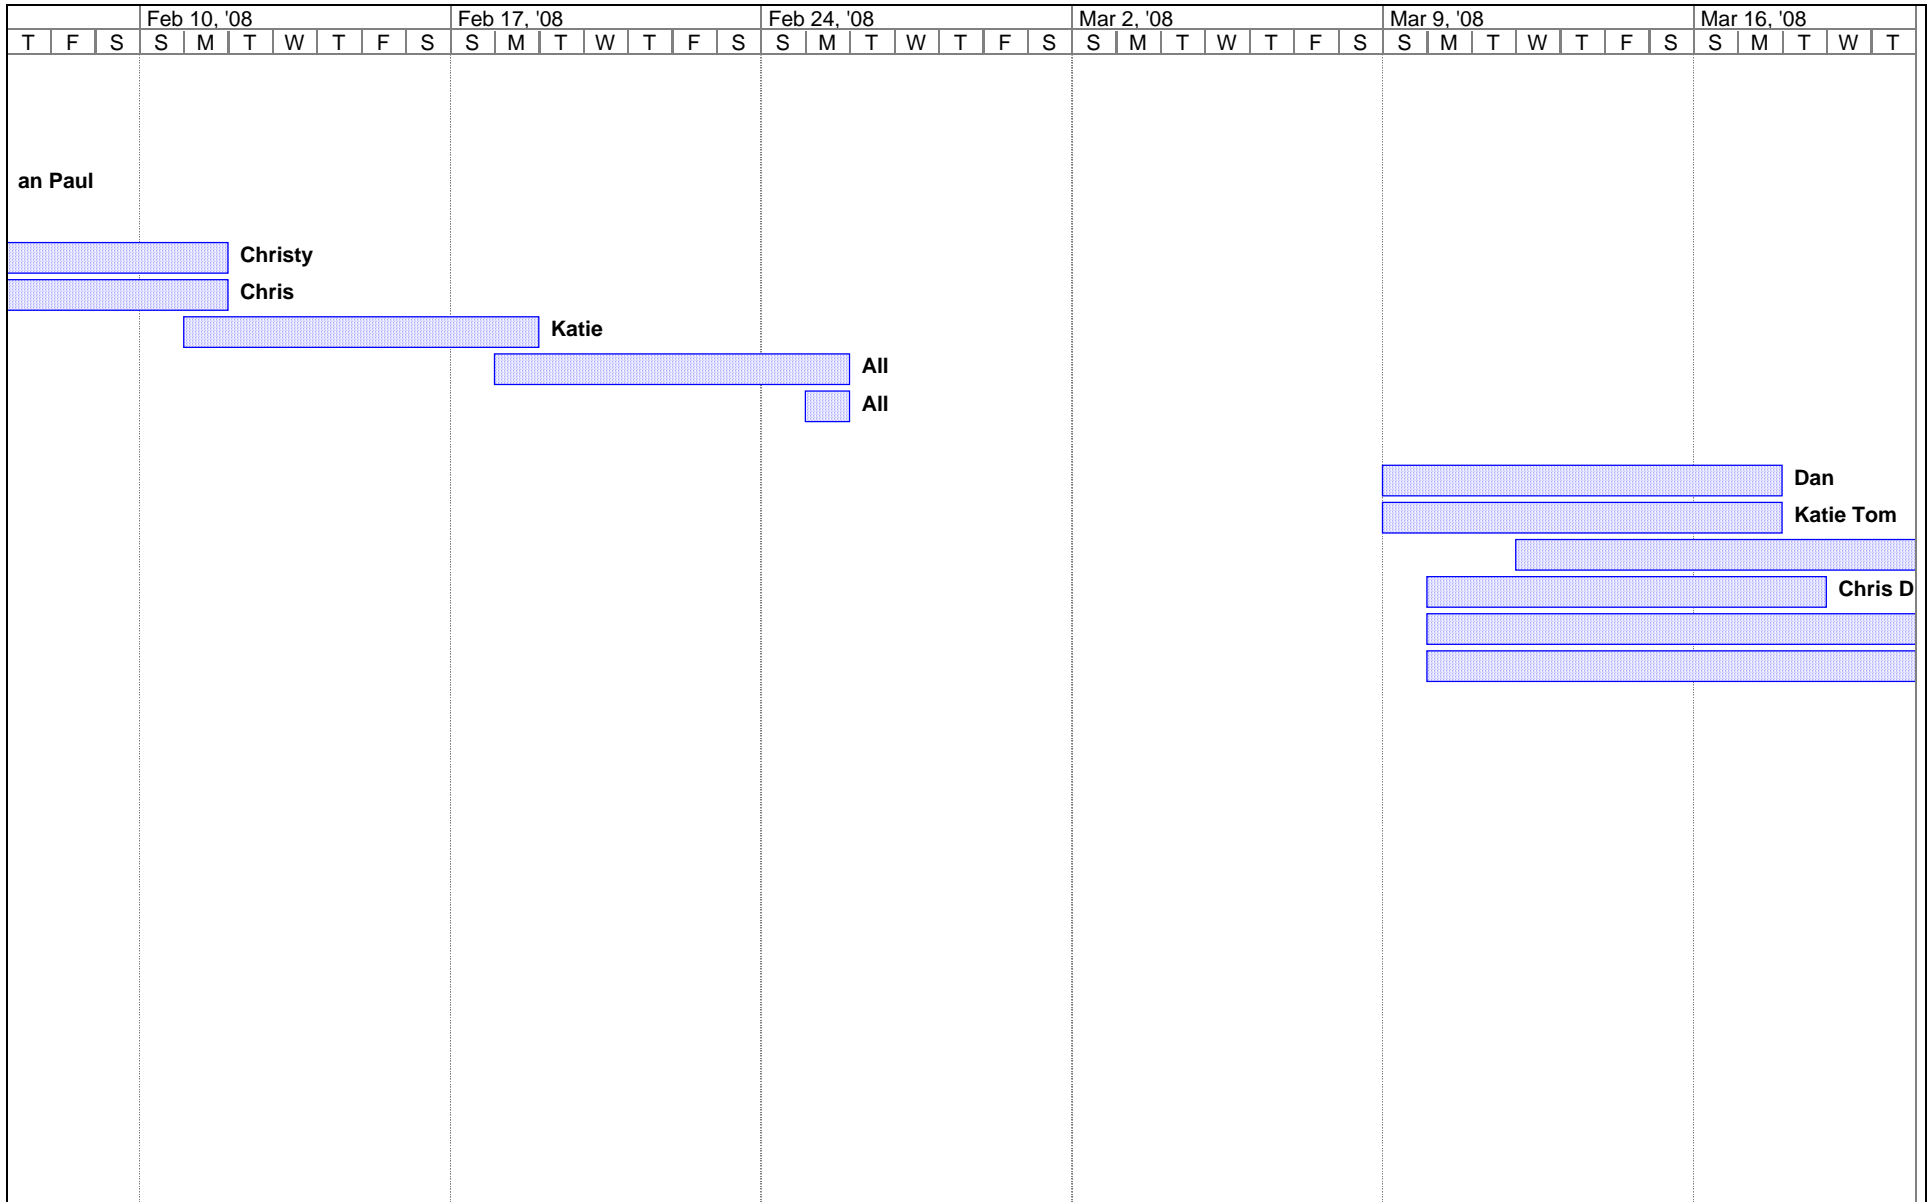 Feb 10, '08 Feb 17, '08 Feb 24, '08 Mar 2, '08 Mar 9, '08 Mar 16, '08
T F S S M T W T F S S M T W T F S S M T W T F S S M T W T F S S M T W T F S S M T W T
an Paul
Christy
Chris
Katie
All
All
Dan
Katie Tom
Chris D